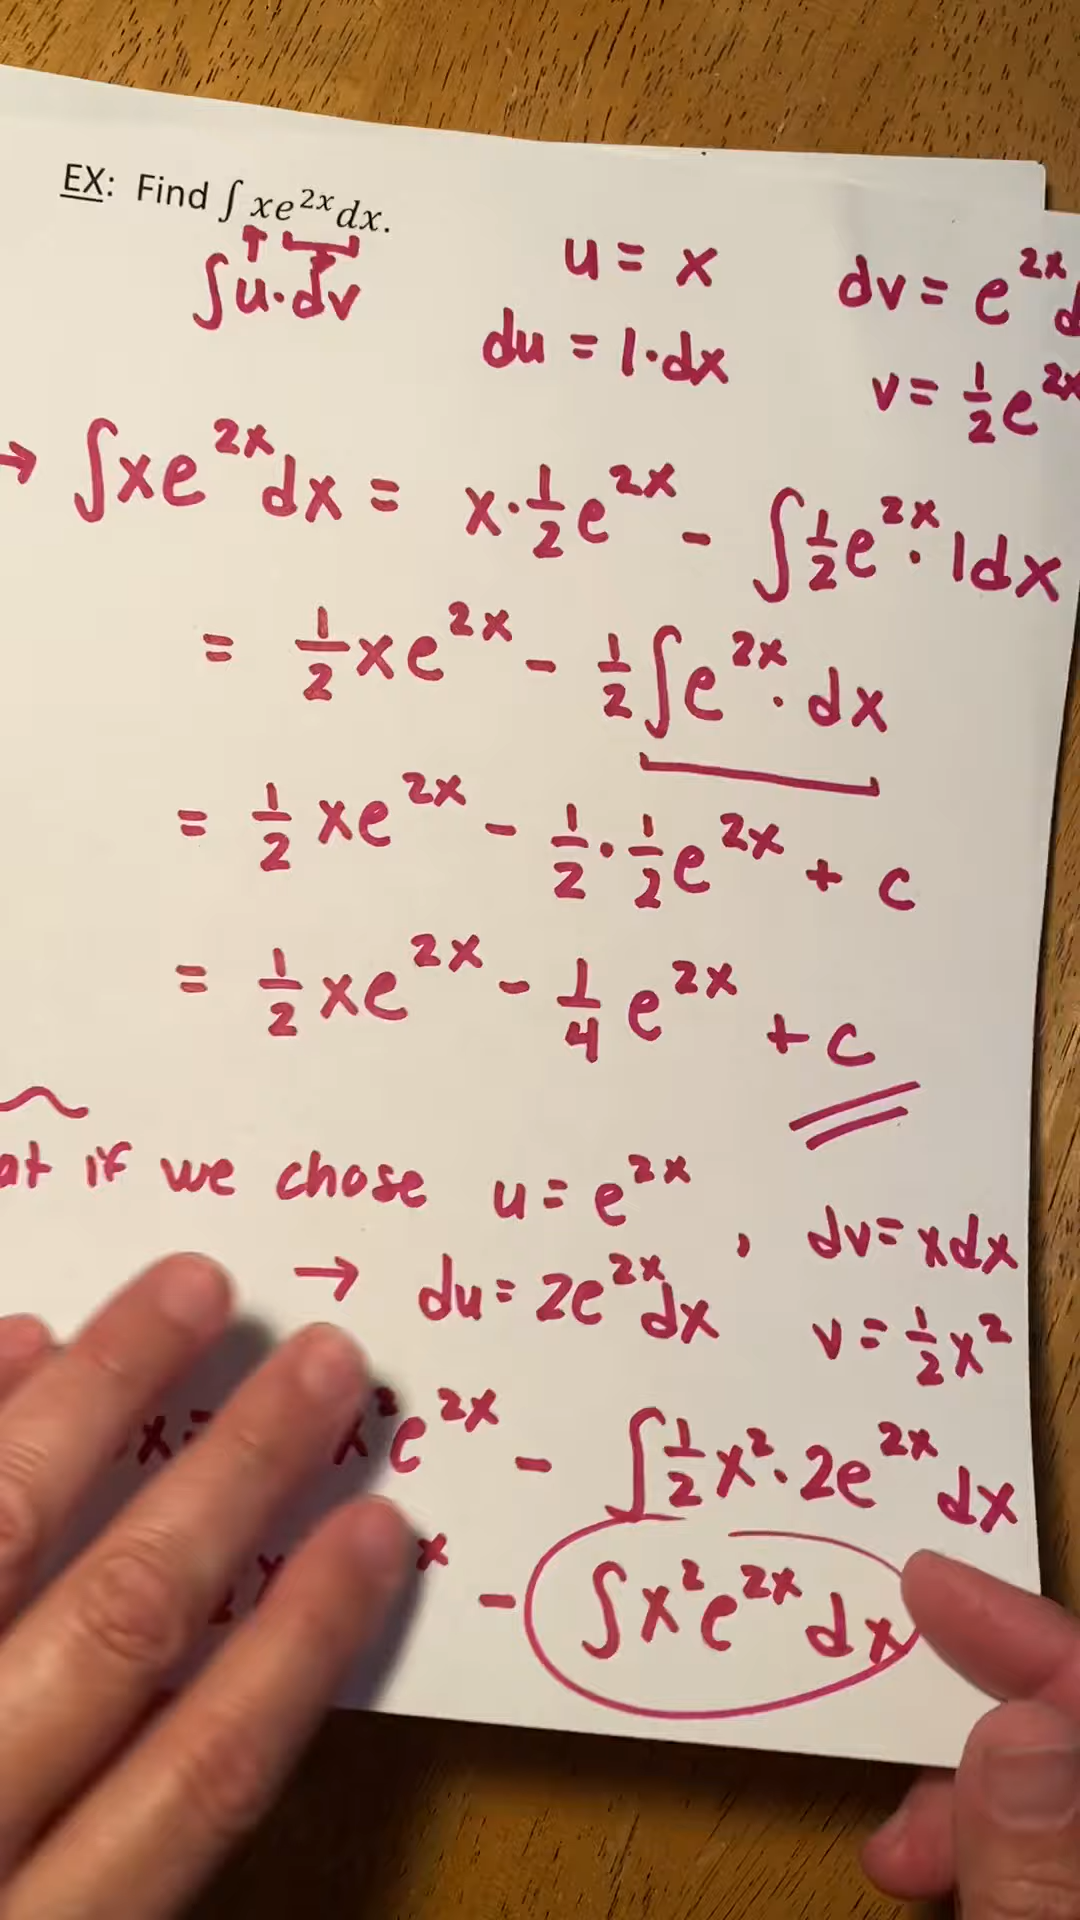 EX: Find ∫ xe^{2x} dx.
∫u·dv
u = x
du = 1·dx
dv = e^{2x}
v = ½e^{2x}
→ ∫xe^{2x}dx = x·½e^{2x} - ∫½e^{2x}·1dx
= ½xe^{2x} - ½∫e^{2x}·dx
= ½xe^{2x} - ½·½e^{2x} + c
= ½xe^{2x} - ¼e^{2x} + c
if we chose u = e^{2x}, dv = xdx
→ du = 2e^{2x}dx v = ½x²
x²e^{2x} - ∫½x²·2e^{2x}dx
- ∫x²e^{2x}dx